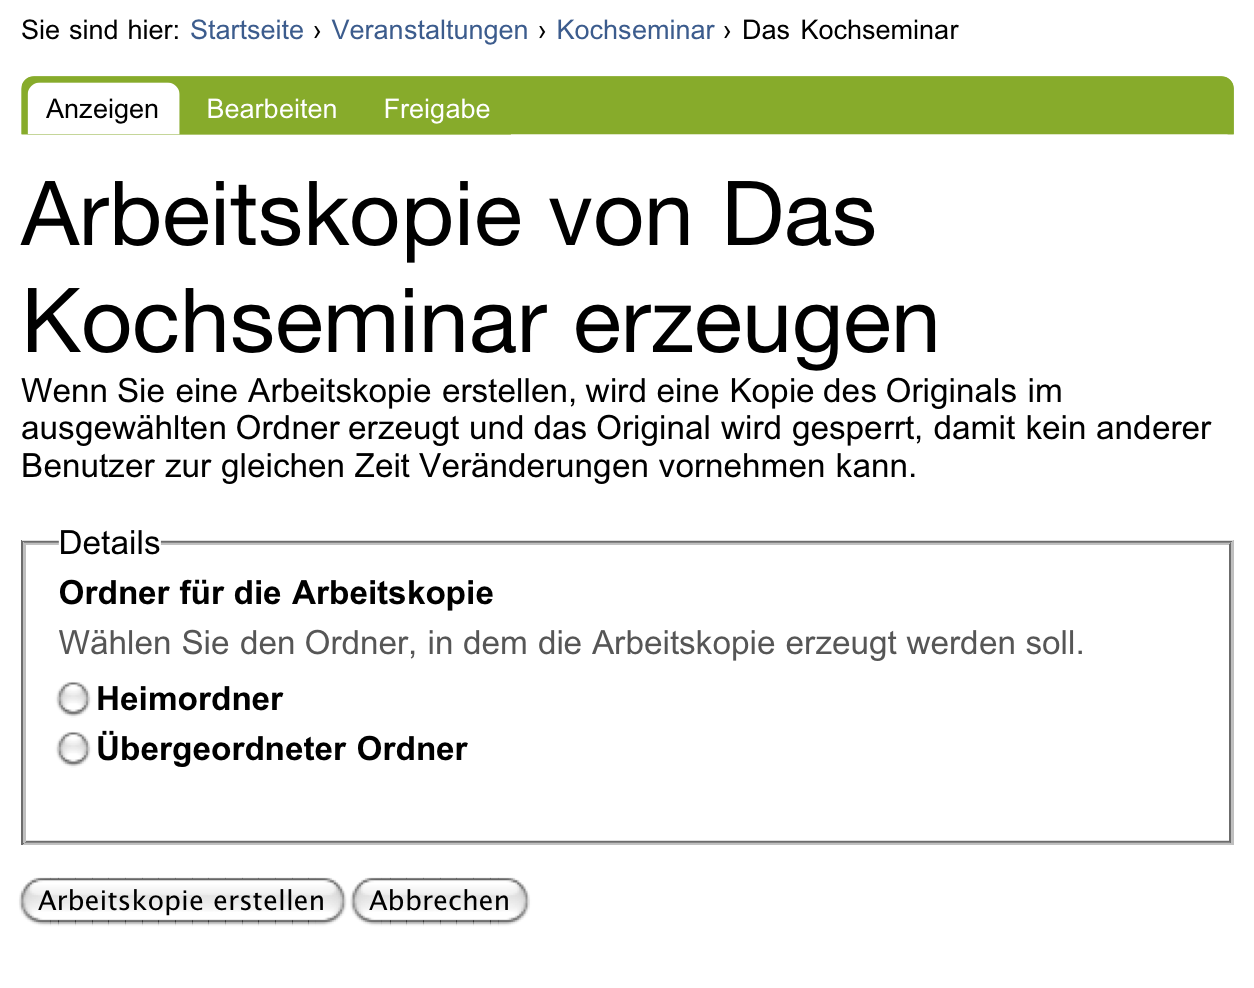 Sie sind hier: Startseite › Veranstaltungen › Kochseminar › Das Kochseminar
Anzeigen Bearbeiten Freigabe
Arbeitskopie von Das
Kochseminar erzeugen
Wenn Sie eine Arbeitskopie erstellen, wird eine Kopie des Originals im
ausgewählten Ordner erzeugt und das Original wird gesperrt, damit kein anderer
Benutzer zur gleichen Zeit Veränderungen vornehmen kann.
Details
Ordner für die Arbeitskopie
Wählen Sie den Ordner, in dem die Arbeitskopie erzeugt werden soll.
Heimordner
Übergeordneter Ordner
Arbeitskopie erstellen Abbrechen